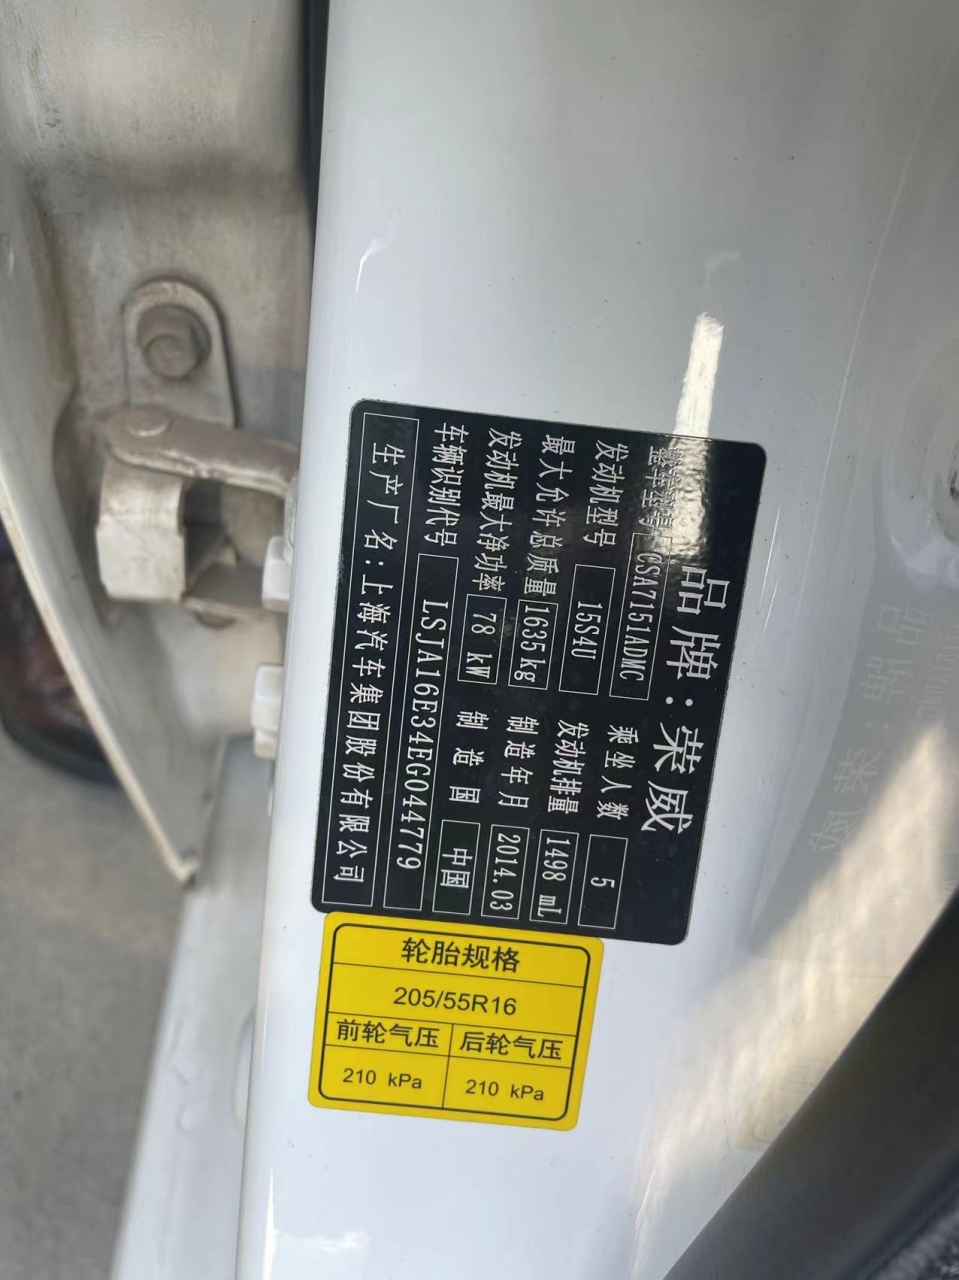 品牌:荣威
整车型号 CSA7151ADMC 乘坐人数 5
发动机型号 15S4U 发动机排量 1498 mL
最大允许总质量 1635kg 制造年月 2014.03
发动机最大净功率 78 kW 制造国 中国
车辆识别代号 LSJA16E34EG044779
生产厂名:上海汽车集团股份有限公司
轮胎规格
205/55R16
前轮气压 后轮气压
210 kPa 210 kPa